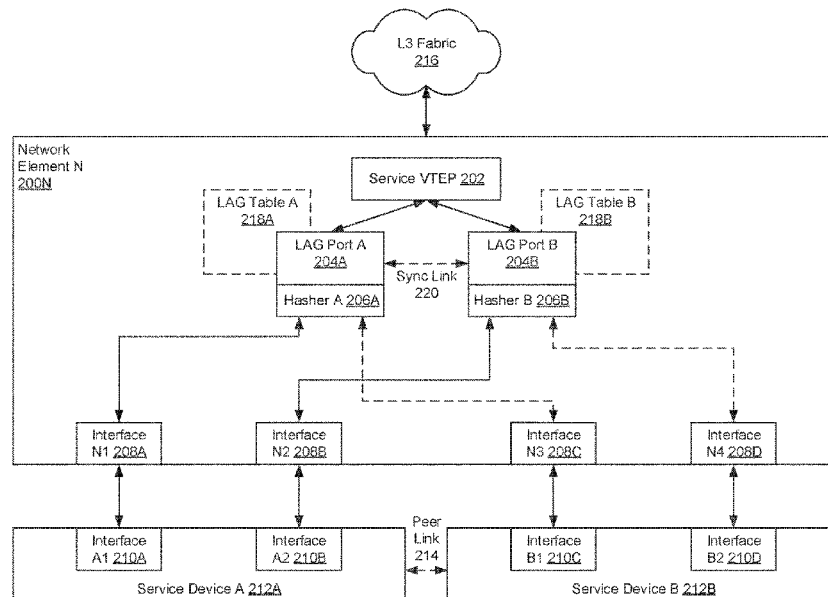 L3 Fabric
216
Network
Element N
200N
Service VTEP 202
LAG Table A
218A
LAG Table B
218B
LAG Port A
204A
LAG Port B
204B
Sync Link
220
Hasher A 206A
Hasher B 206B
Interface
N1 208A
Interface
N2 208B
Interface
N3 208C
Interface
N4 208D
Interface
A1 210A
Interface
A2 210B
Peer
Link
214
Interface
B1 210C
Interface
B2 210D
Service Device A 212A
Service Device B 212B